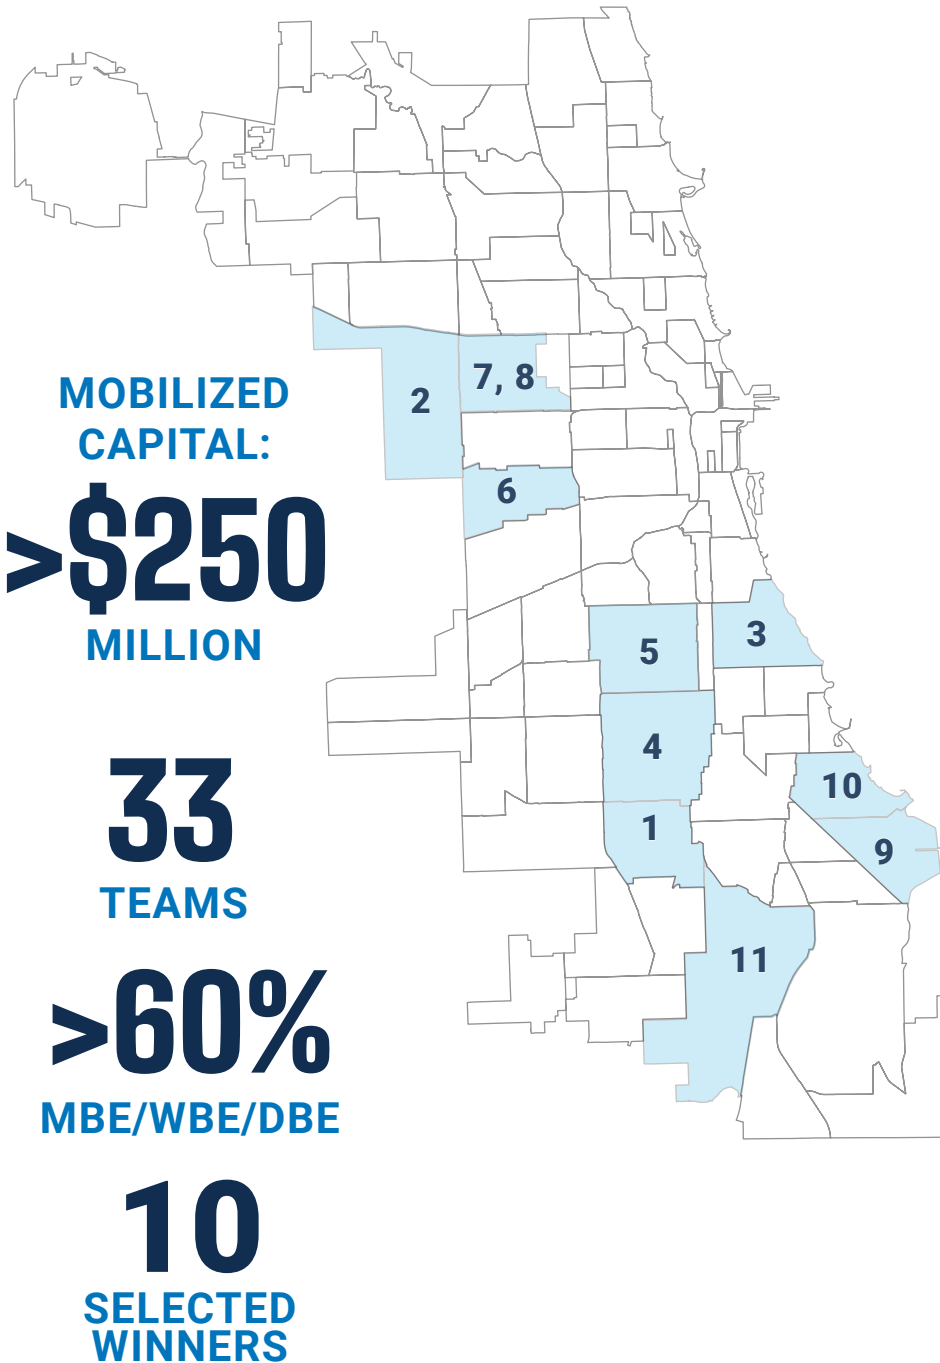 MOBILIZED
CAPITAL:
>$250
MILLION
33
TEAMS
>60%
MBE/WBE/DBE
10
SELECTED
WINNERS
2
7, 8
6
5
3
4
10
1
9
11